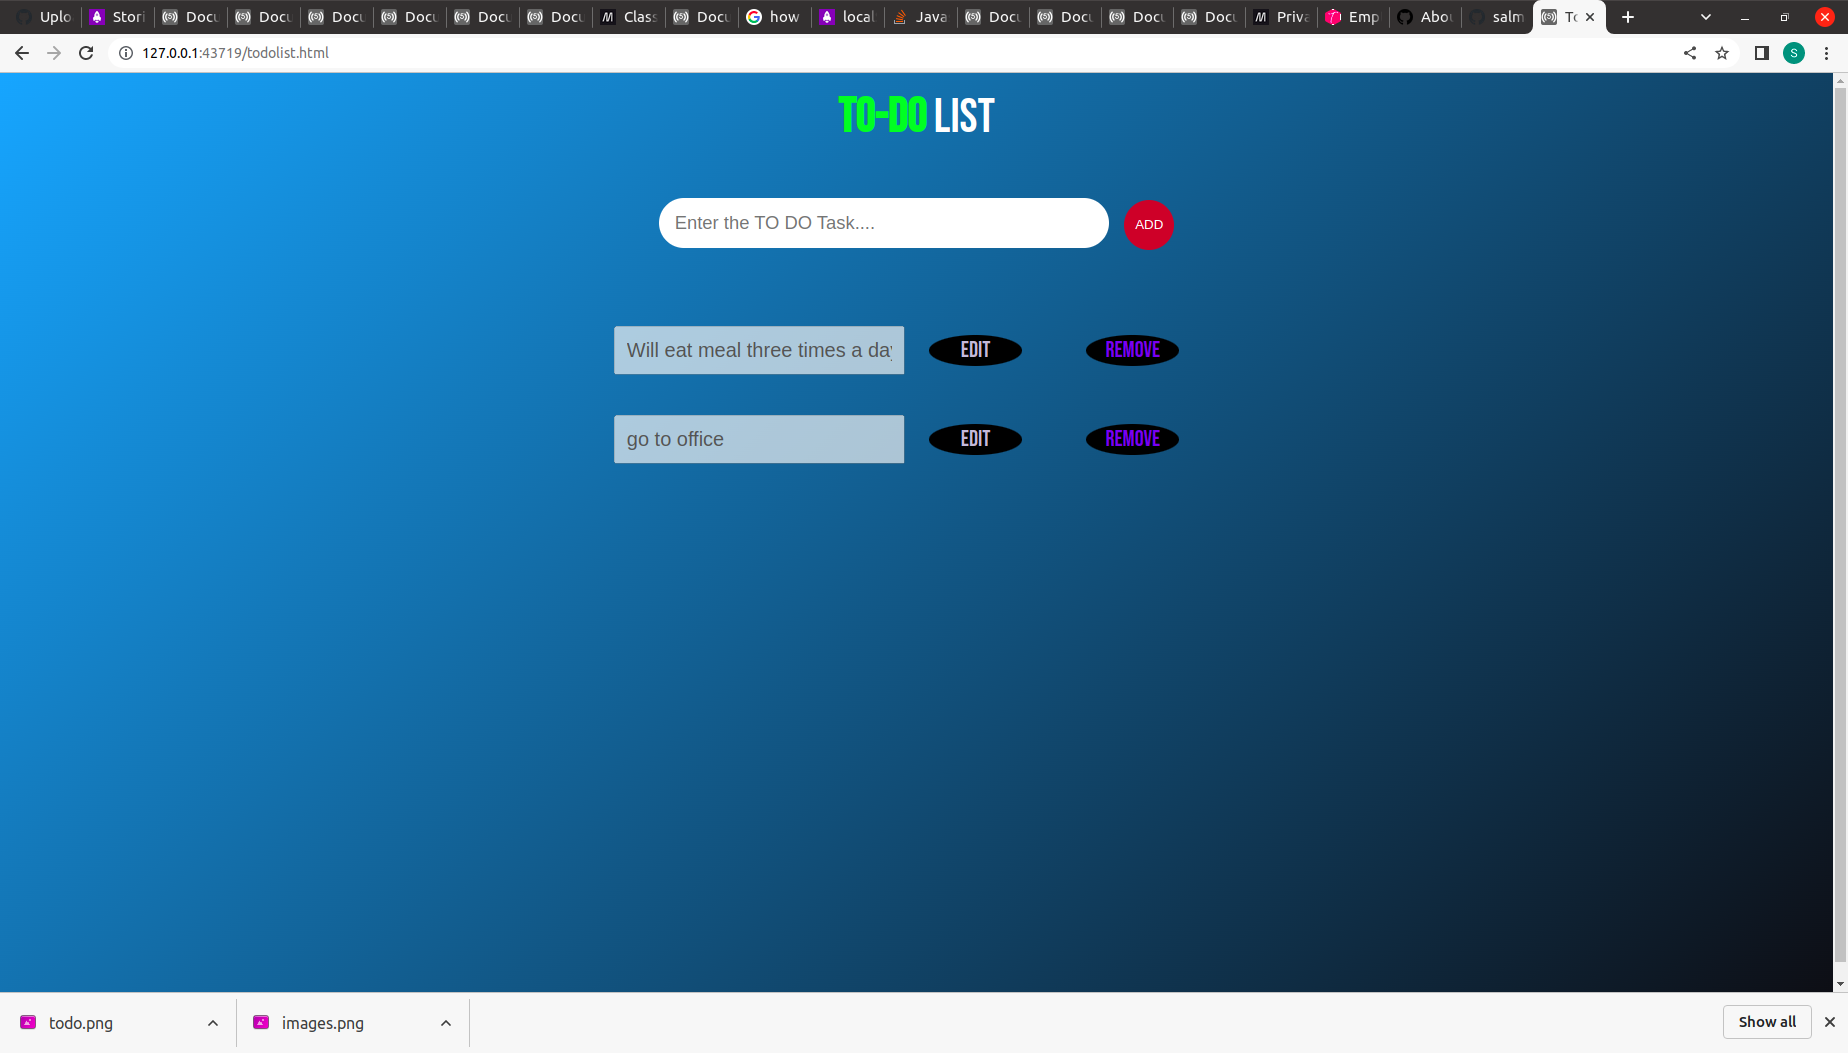 Uplo Stori Docu Docu Docu Docu Docu Docu Class Docu how local Java Docu Docu Docu Docu Priva Emp Abou salm To
127.0.0.1:43719/todolist.html S
TO-DO LIST
Enter the TO DO Task.... ADD
Will eat meal three times a day EDIT REMOVE
go to office EDIT REMOVE
todo.png images.png Show all